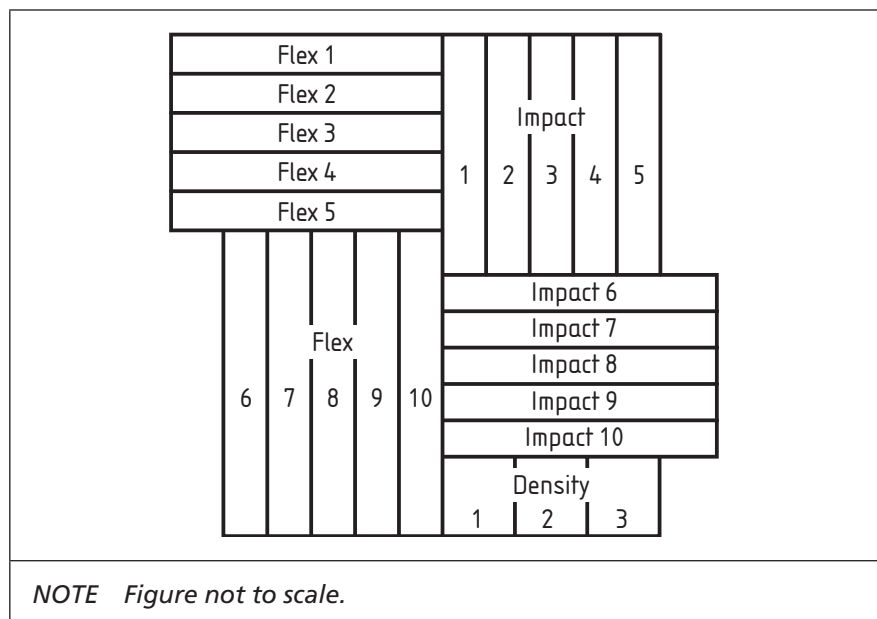 Flex 1
Flex 2
Flex 3
Flex 4
Flex 5
Impact
1 2 3 4 5
Impact 6
Impact 7
Impact 8
Impact 9
Impact 10
Flex
6 7 8 9 10
Density
1 2 3
NOTE Figure not to scale.